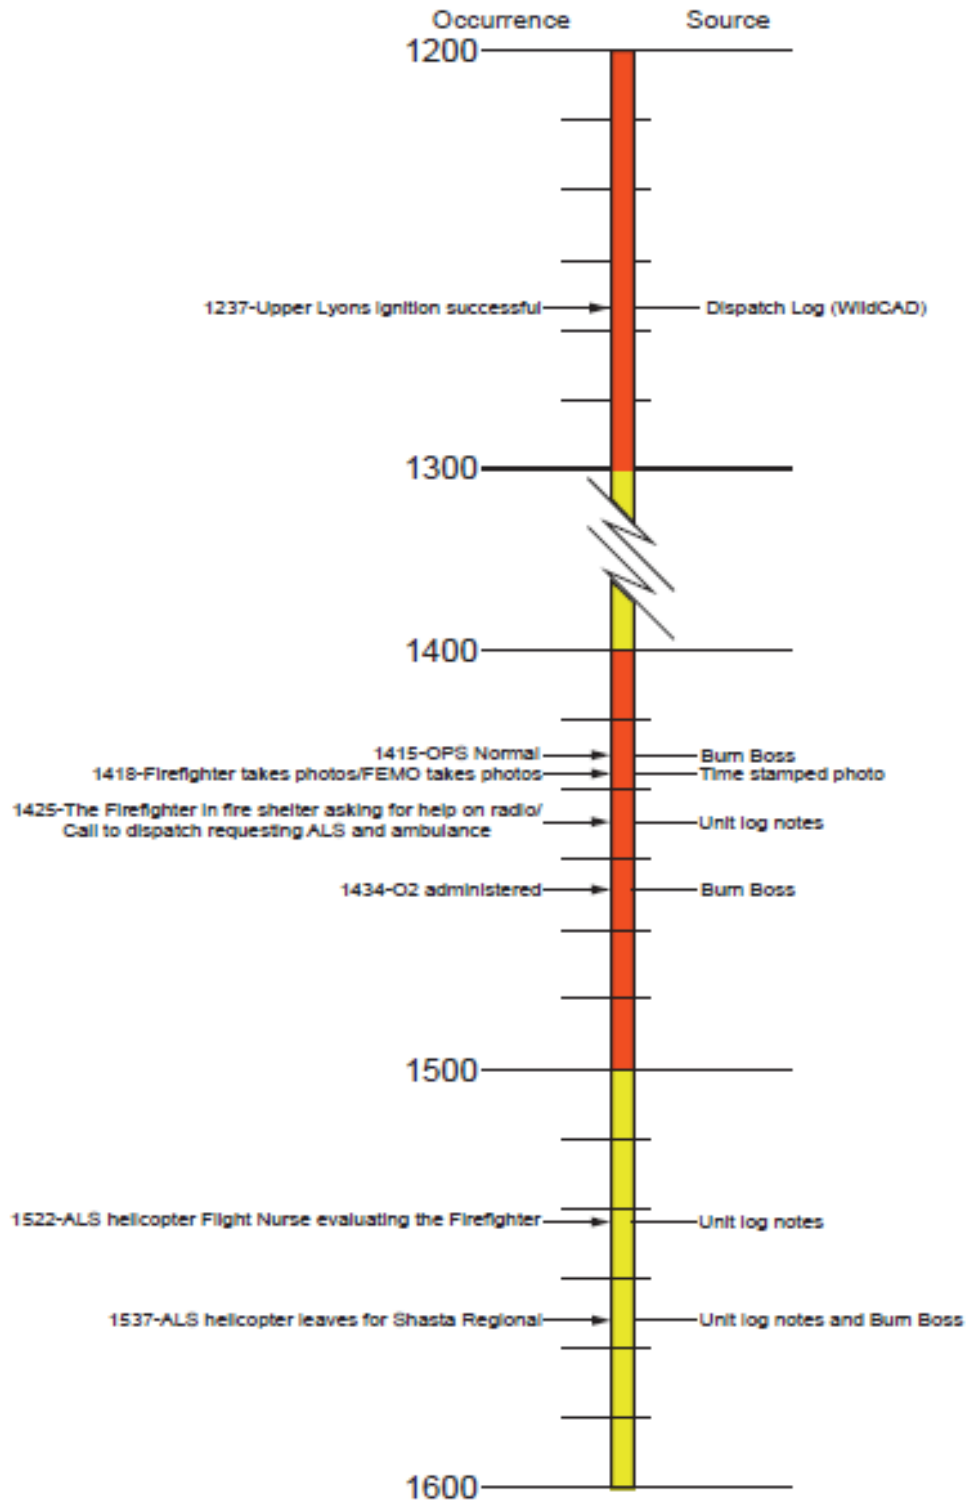 Occurrence Source
1200
1237-Upper Lyons ignition successful Dispatch Log (WildCAD)
1300
1400
1415-OPS Normal Burn Boss
1418-Firefighter takes photos/FEMO takes photos Time stamped photo
1425-The Firefighter in fire shelter asking for help on radio/
Call to dispatch requesting ALS and ambulance Unit log notes
1434-O2 administered Burn Boss
1500
1522-ALS helicopter Flight Nurse evaluating the Firefighter Unit log notes
1537-ALS helicopter leaves for Shasta Regional Unit log notes and Burn Boss
1600